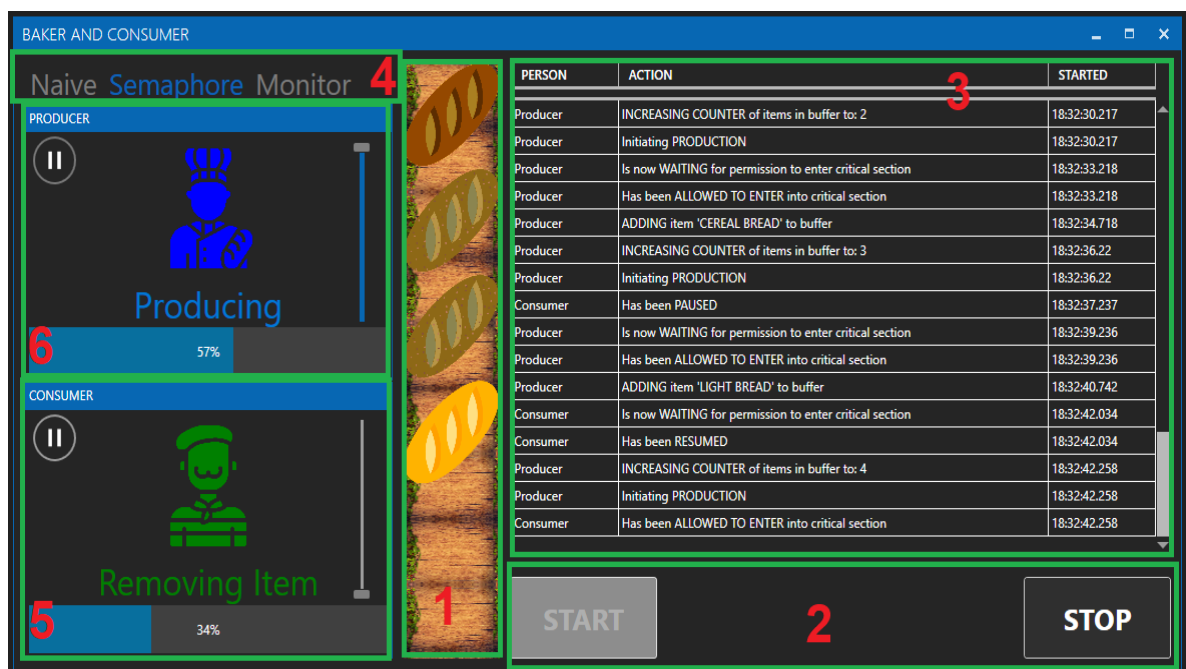 BAKER AND CONSUMER
Naive Semaphore Monitor 4
PRODUCER
Producing
6
57%
CONSUMER
Removing Item
5
34%
1
PERSON ACTION STARTED
3
Producer INCREASING COUNTER of items in buffer to: 2 18:32:30.217
Producer Initiating PRODUCTION 18:32:30.217
Producer Is now WAITING for permission to enter critical section 18:32:33.218
Producer Has been ALLOWED TO ENTER into critical section 18:32:33.218
Producer ADDING item 'CEREAL BREAD' to buffer 18:32:34.718
Producer INCREASING COUNTER of items in buffer to: 3 18:32:36.22
Producer Initiating PRODUCTION 18:32:36.22
Consumer Has been PAUSED 18:32:37.237
Producer Is now WAITING for permission to enter critical section 18:32:39.236
Producer Has been ALLOWED TO ENTER into critical section 18:32:39.236
Producer ADDING item 'LIGHT BREAD' to buffer 18:32:40.742
Consumer Is now WAITING for permission to enter critical section 18:32:42.034
Consumer Has been RESUMED 18:32:42.034
Producer INCREASING COUNTER of items in buffer to: 4 18:32:42.258
Producer Initiating PRODUCTION 18:32:42.258
Consumer Has been ALLOWED TO ENTER into critical section 18:32:42.258
START 2 STOP